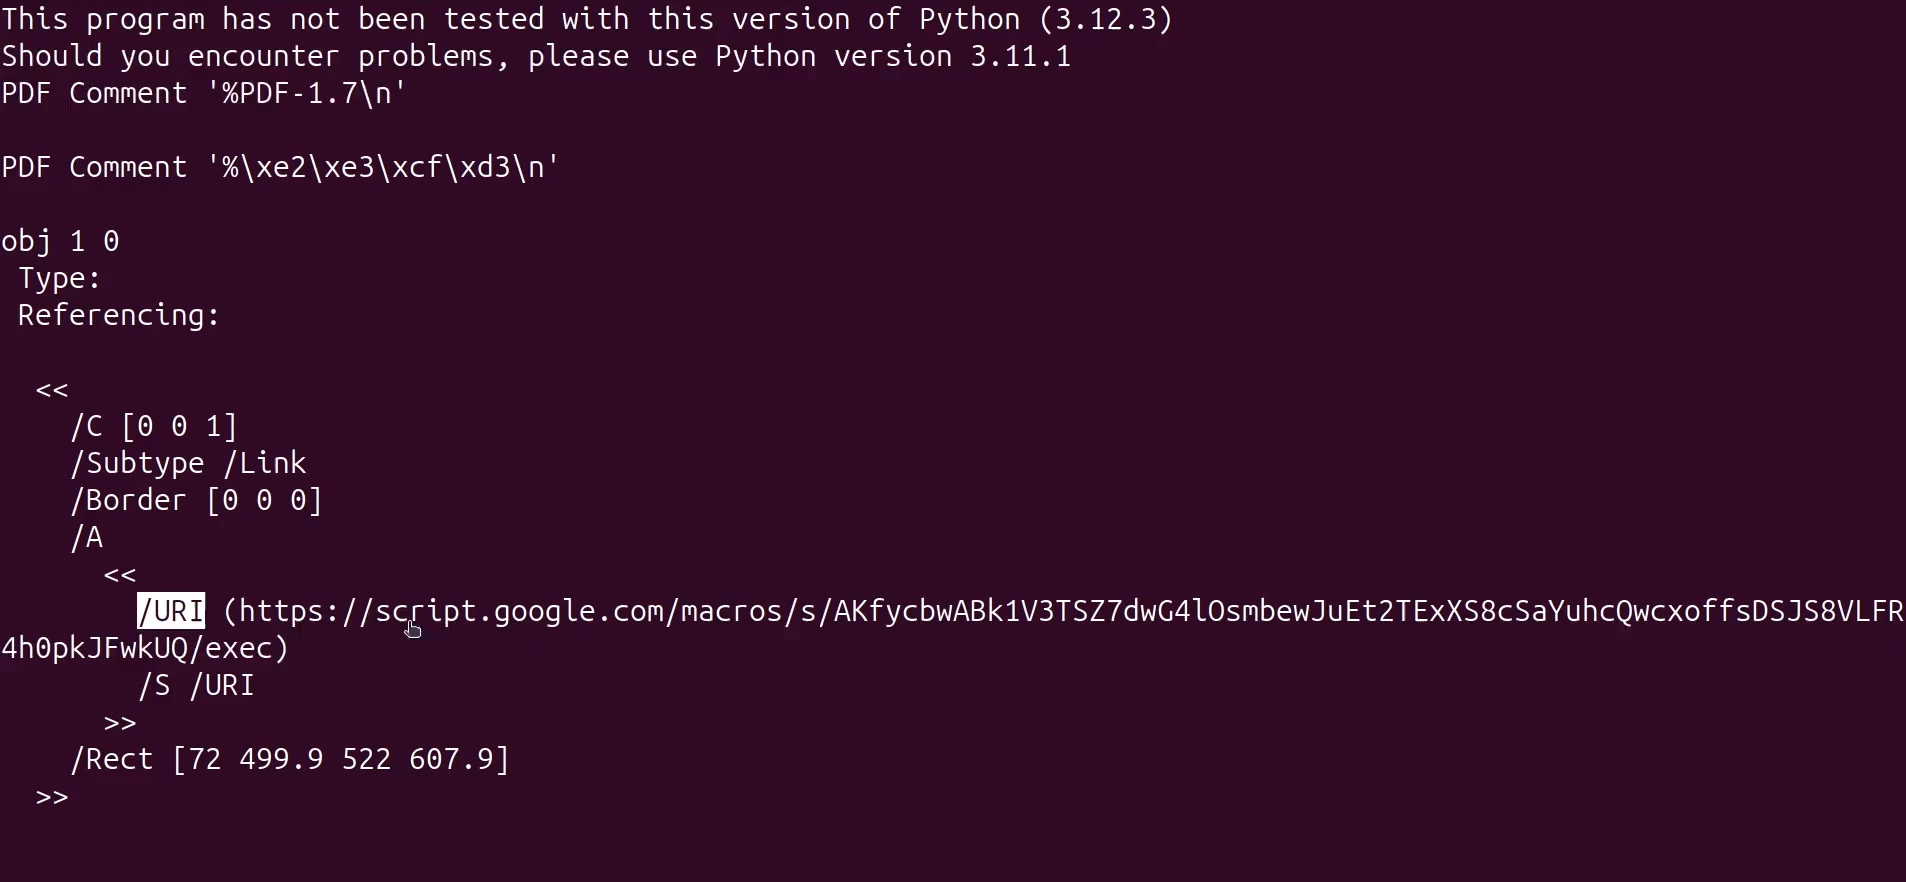 This program has not been tested with this version of Python (3.12.3)
Should you encounter problems, please use Python version 3.11.1
PDF Comment '%PDF-1.7\n'
PDF Comment '%\xe2\xe3\xcf\xd3\n'
obj 1 0
Type:
Referencing:
<<
/C [0 0 1]
/Subtype /Link
/Border [0 0 0]
/A
<<
/URI (https://script.google.com/macros/s/AKfycbwABk1V3TSZ7dwG4lOsmbewJuEt2TExXS8cSaYuhcQwcxoffsDSJS8VLFR
4h0pkJFwkUQ/exec)
/S /URI
>>
/Rect [72 499.9 522 607.9]
>>